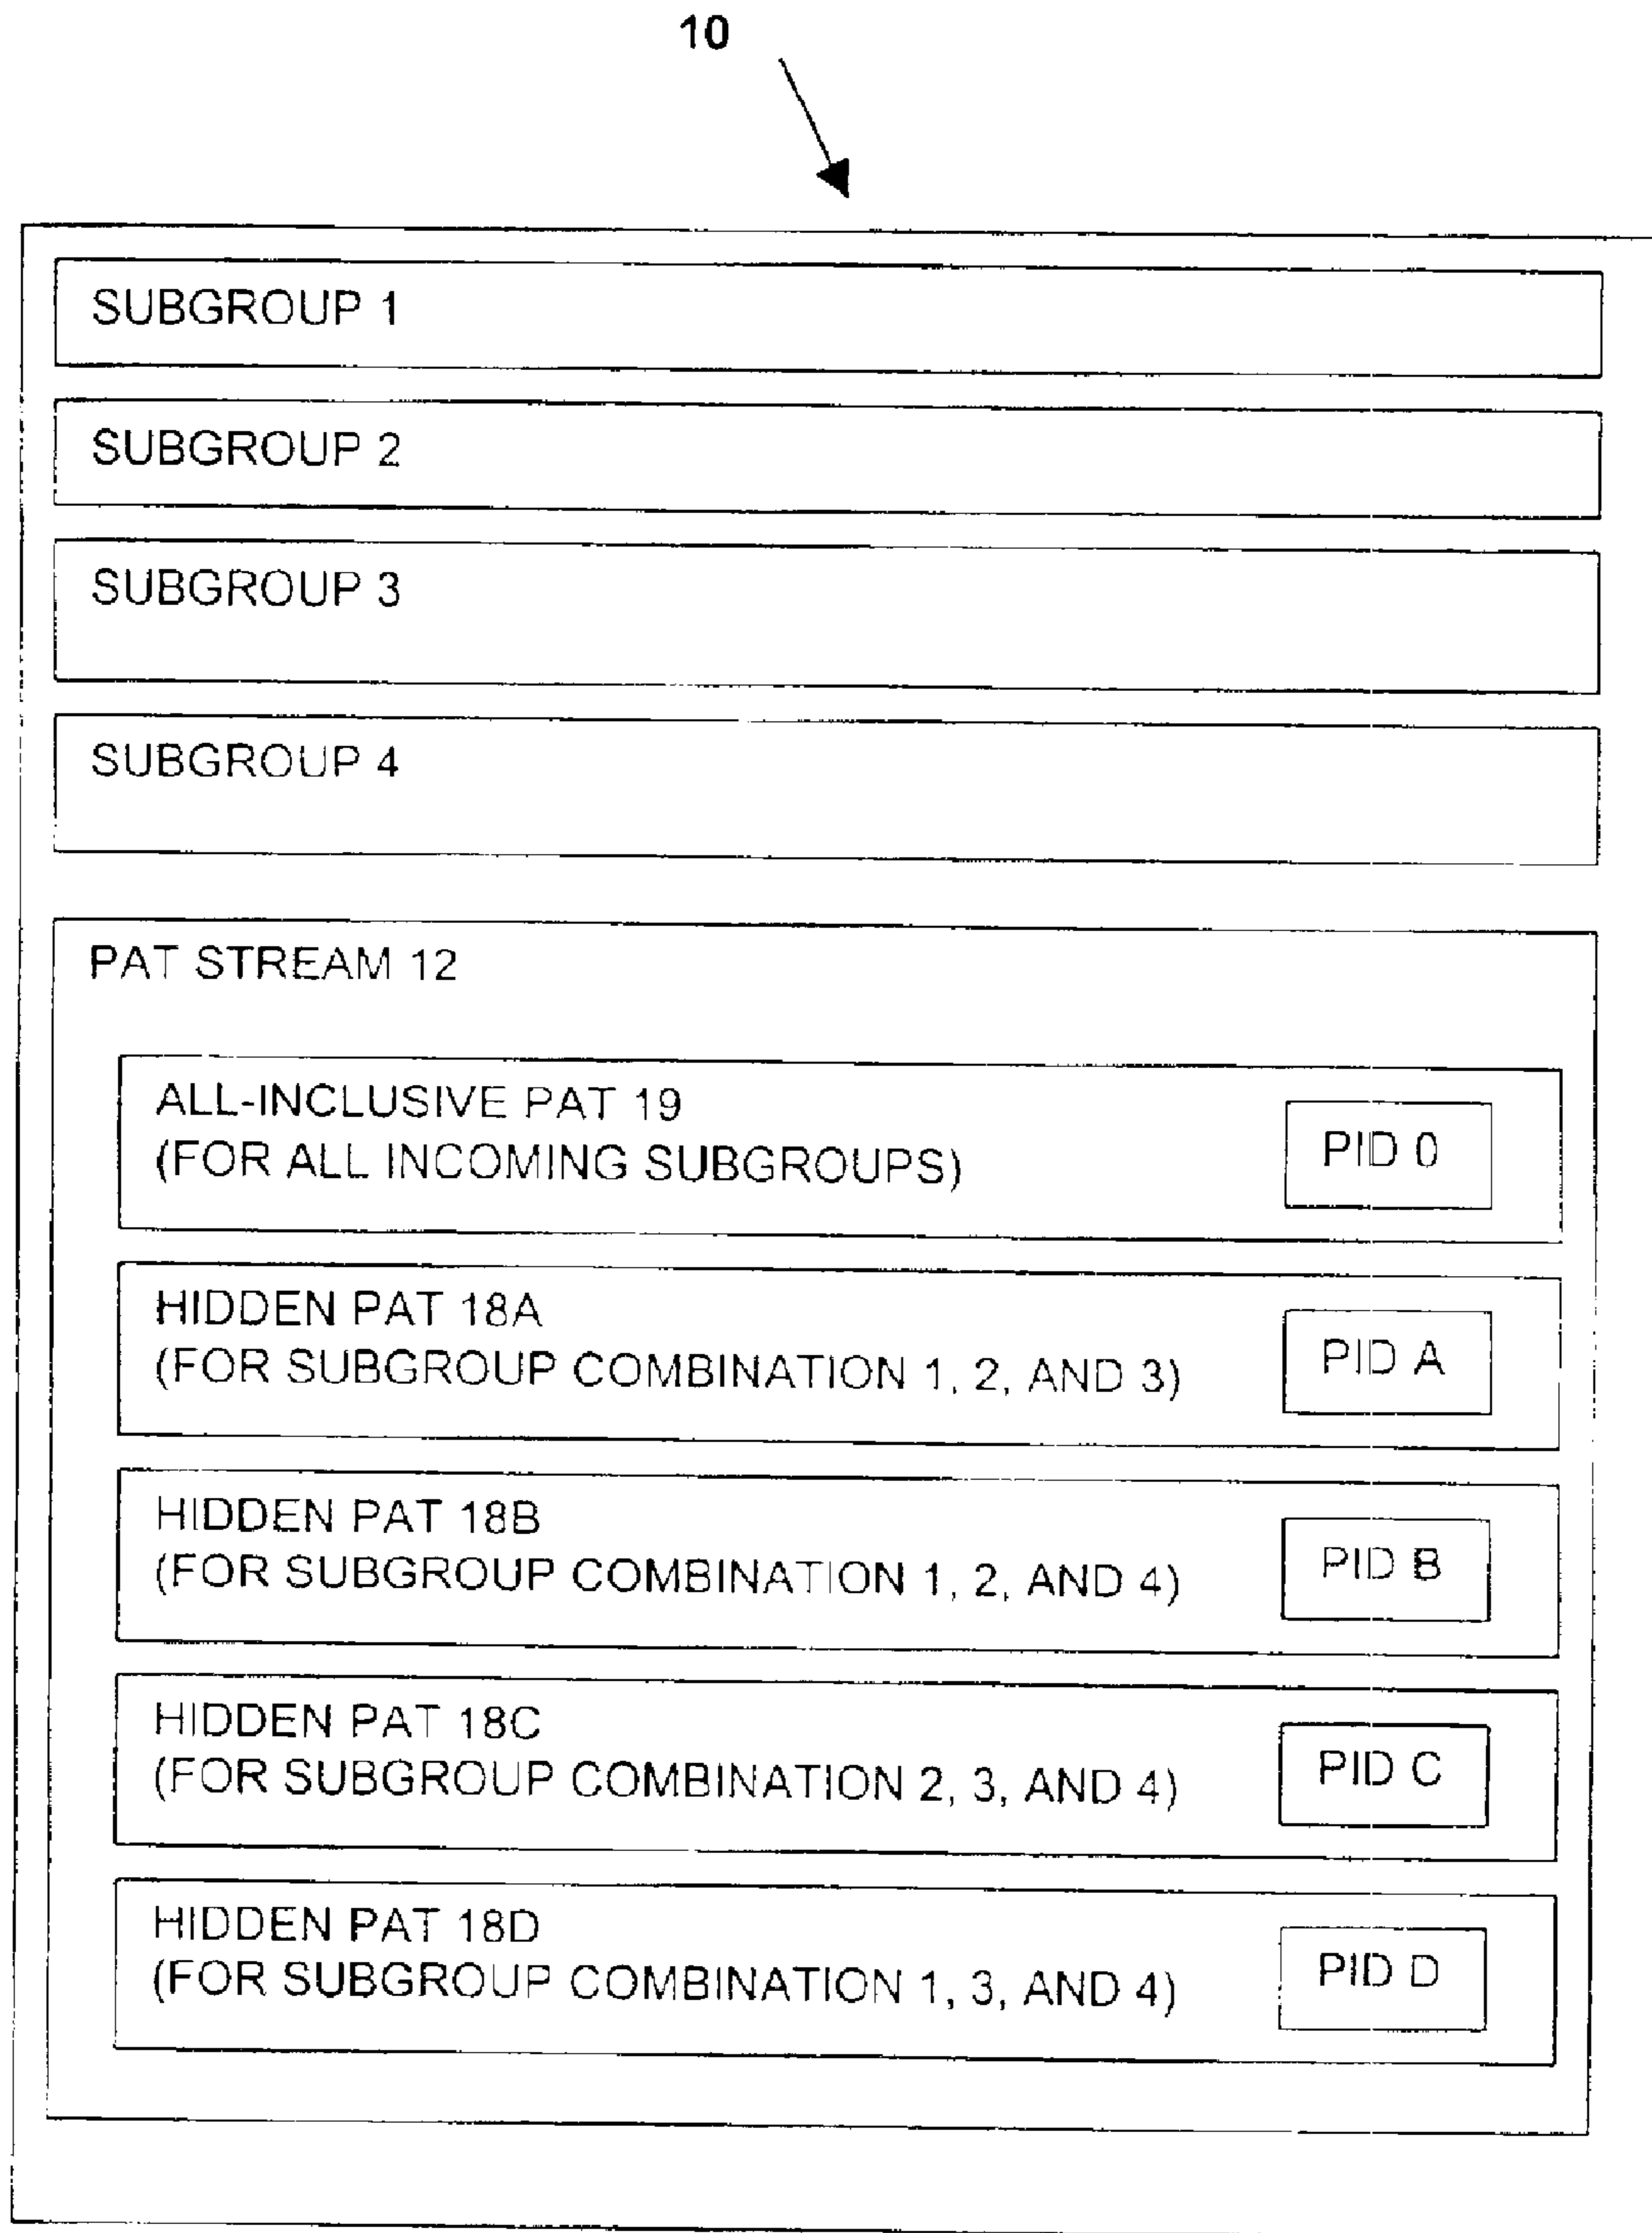 10
SUBGROUP 1
SUBGROUP 2
SUBGROUP 3
SUBGROUP 4
PAT STREAM 12
ALL-INCLUSIVE PAT 19
(FOR ALL INCOMING SUBGROUPS)
PID 0
HIDDEN PAT 18A
(FOR SUBGROUP COMBINATION 1, 2, AND 3)
PID A
HIDDEN PAT 18B
(FOR SUBGROUP COMBINATION 1, 2, AND 4)
PID B
HIDDEN PAT 18C
(FOR SUBGROUP COMBINATION 2, 3, AND 4)
PID C
HIDDEN PAT 18D
(FOR SUBGROUP COMBINATION 1, 3, AND 4)
PID D